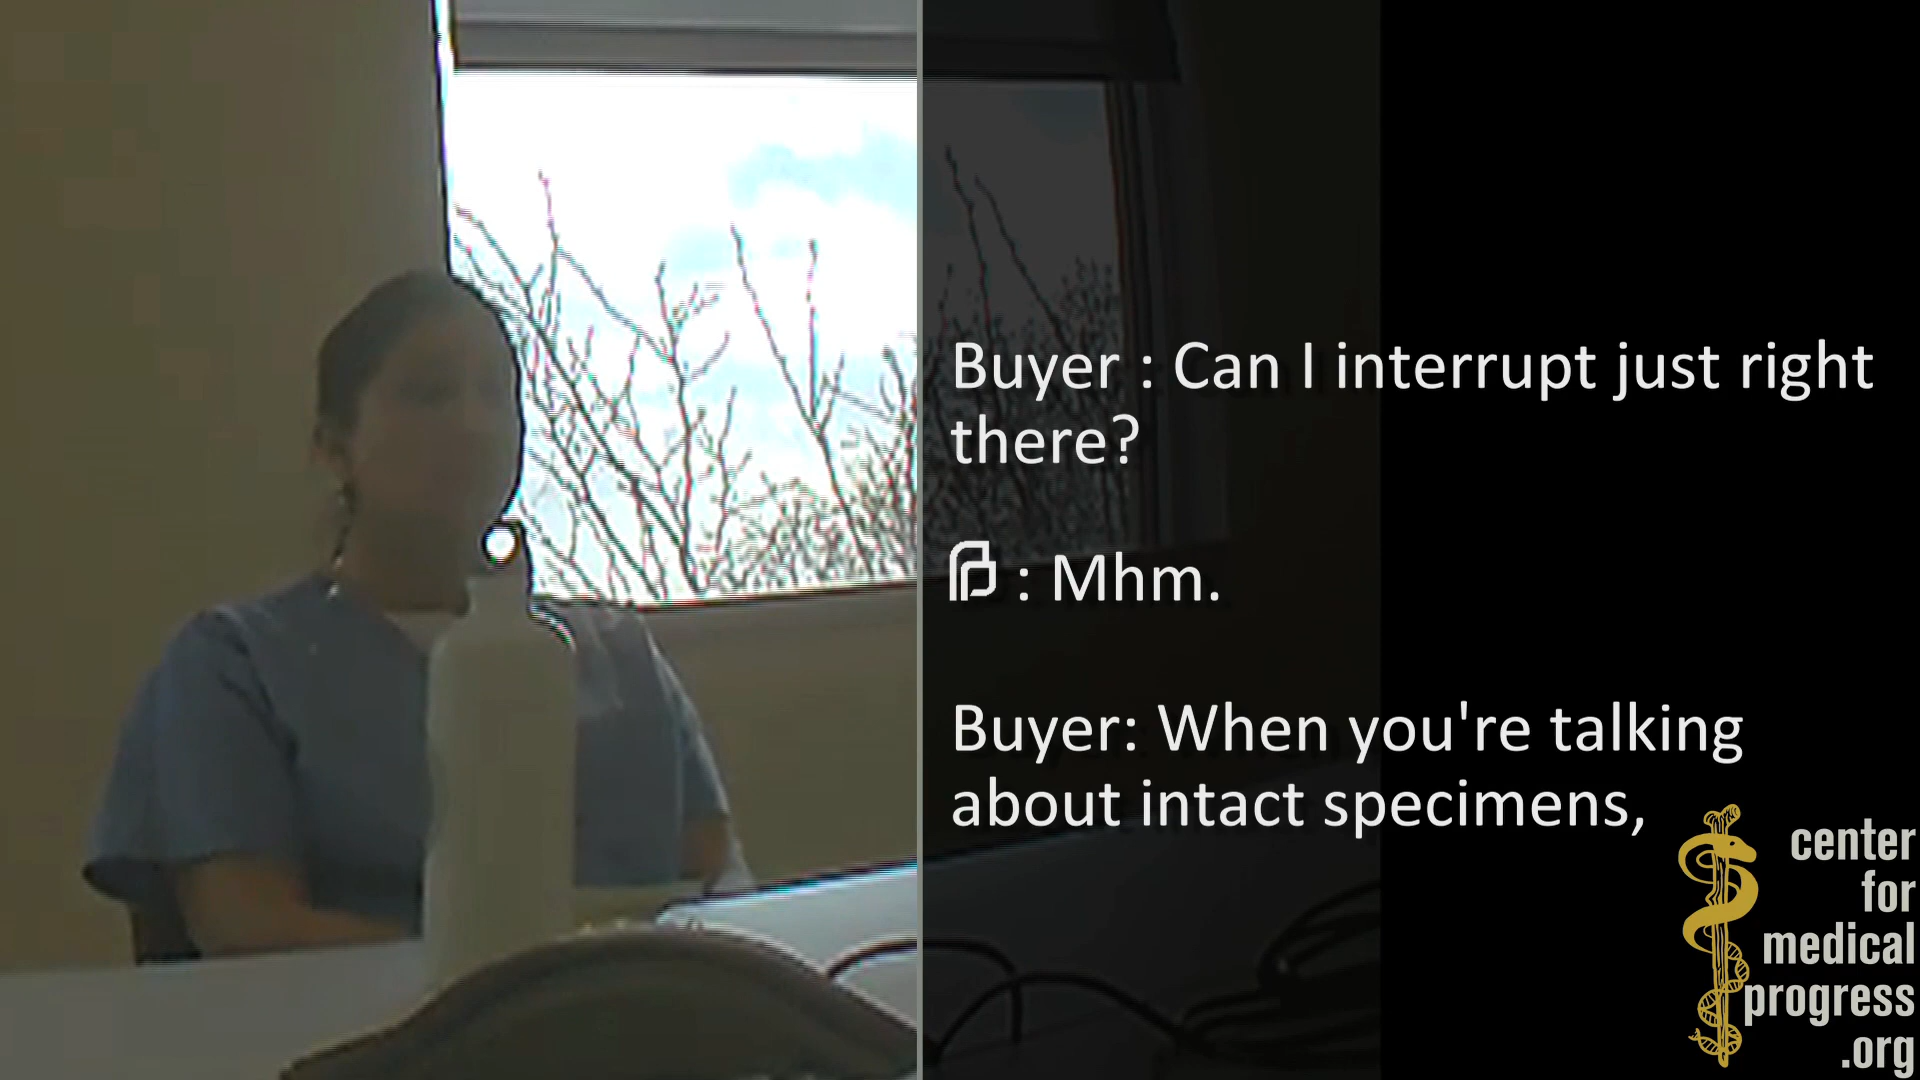 Buyer : Can I interrupt just right
there?
: Mhm.
Buyer: When you're talking
about intact specimens,
center
for
medical
progress
.org